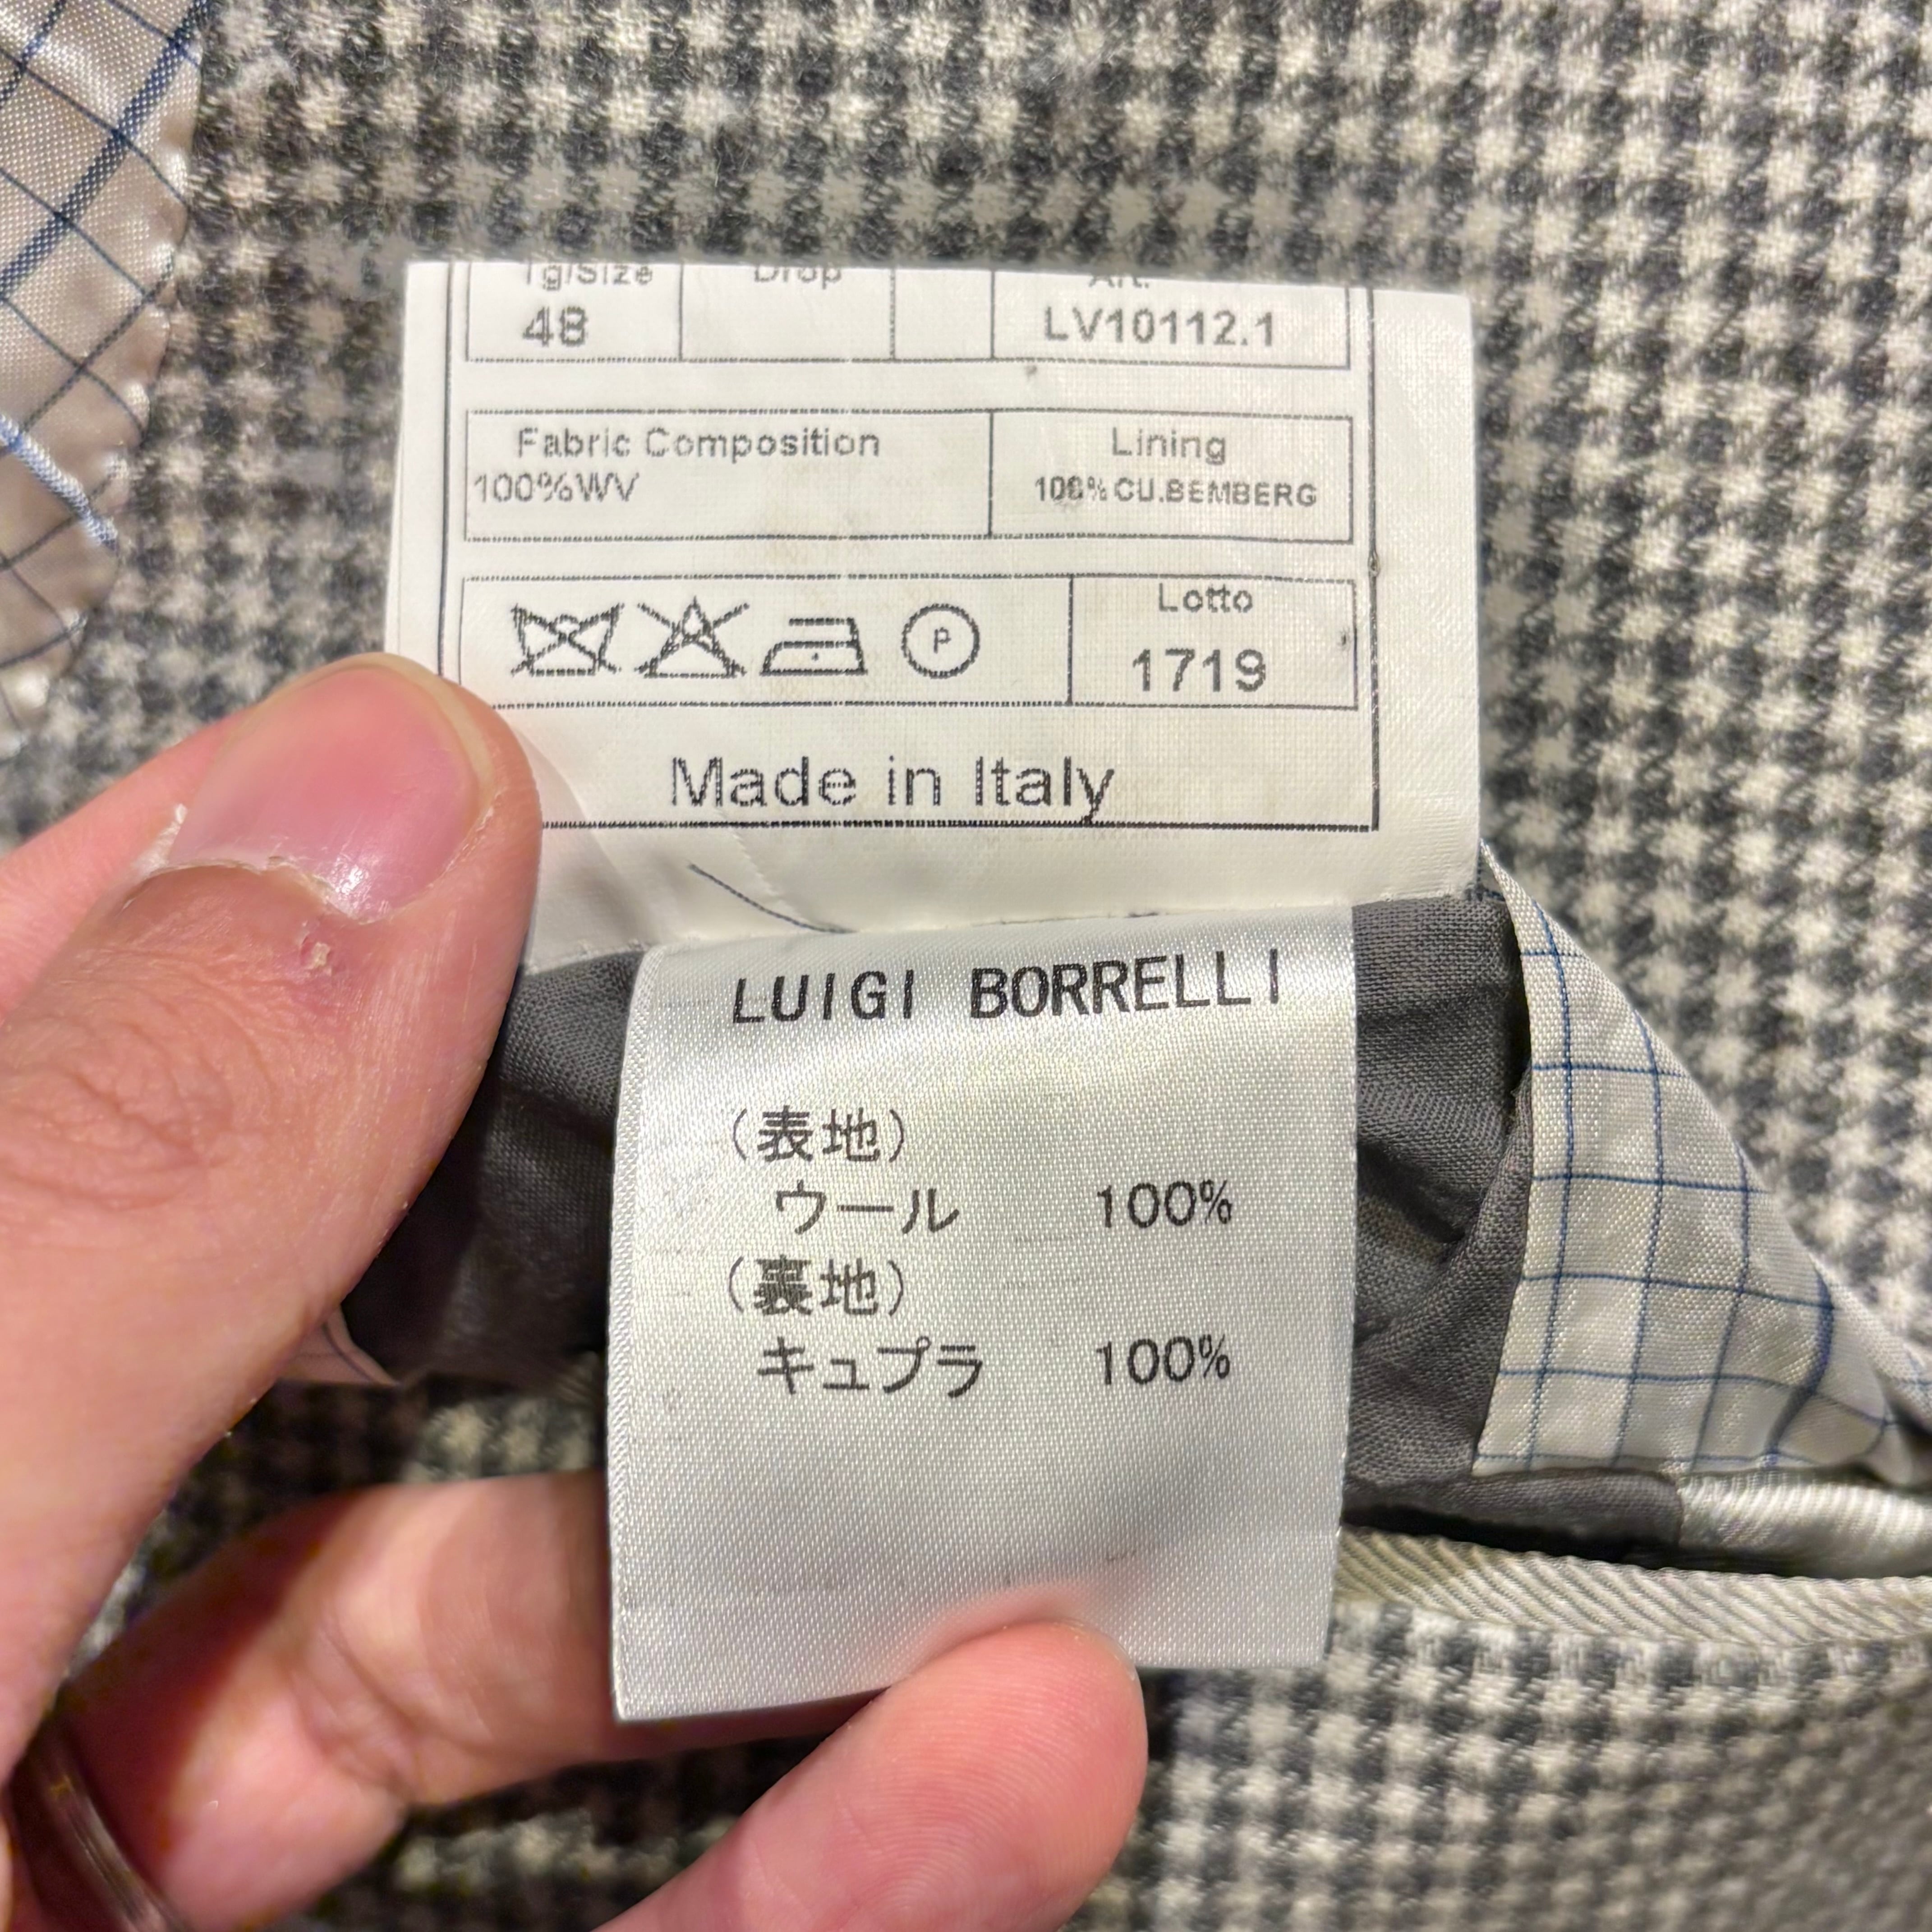 Tg/Size Drop Art.
48 LV10112.1
Fabric Composition Lining
100%WV 100%CU.BEMBERG
P Lotto
1719
Made in Italy
LUIGI BORRELLI
(表地)
ウール 100%
(裏地)
キュプラ 100%